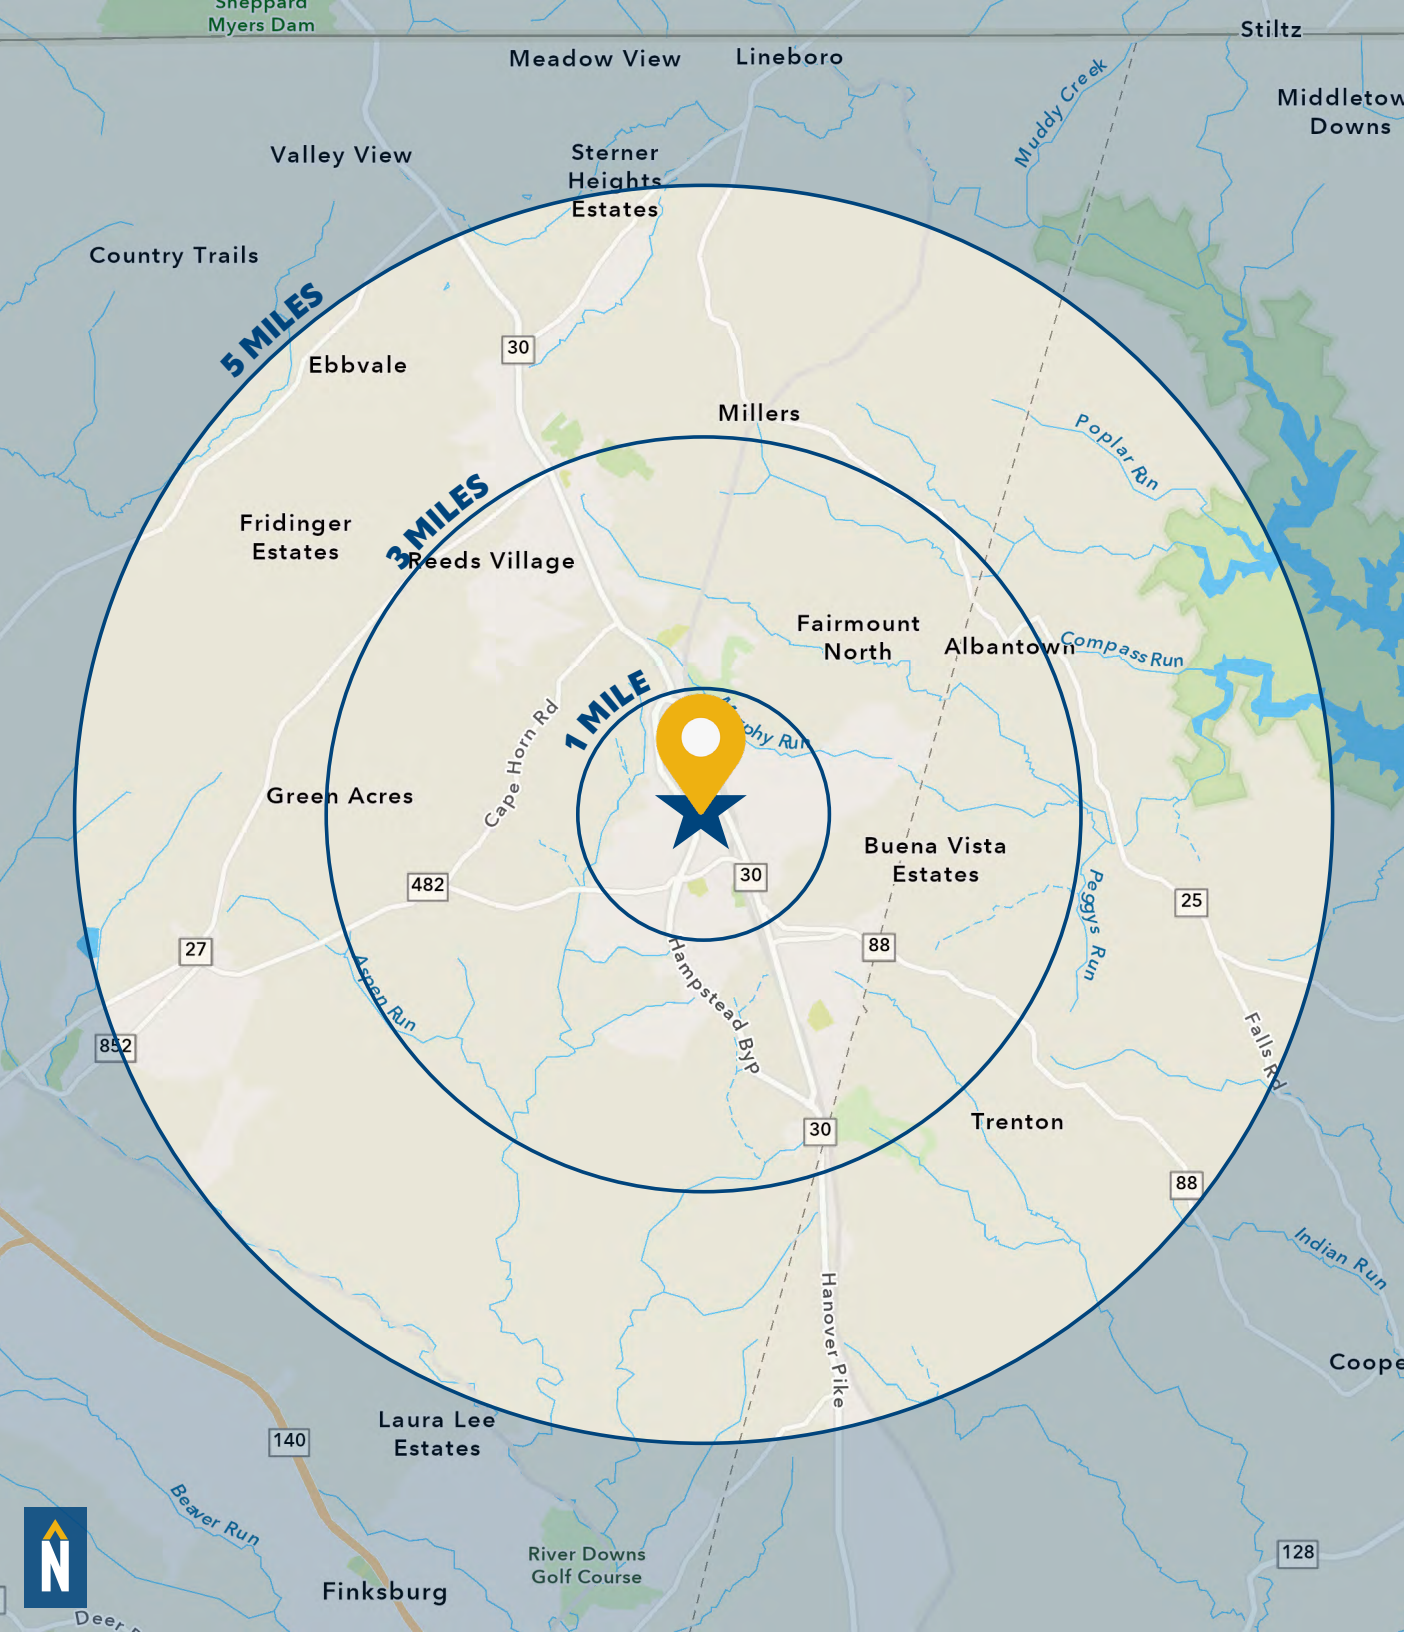 Sheppard
Myers Dam
Stiltz
Meadow View
Lineboro
Muddy Creek
Middletow
Downs
Valley View
Sterner
Heights
Estates
Country Trails
5 MILES
30
Ebbvale
Millers
Poplar Run
3 MILES
Fridinger
Estates
Reeds Village
Fairmount
North
Albantown
Compass Run
1 MILE
Cape Horn Rd
Murphy Run
Green Acres
Buena Vista
Estates
482
30
Peggys Run
25
27
88
Aspen Run
Hampstead Byp
852
Falls Rd
30
Trenton
88
Indian Run
Hanover Pike
Coope
Laura Lee
Estates
140
Beaver Run
River Downs
Golf Course
128
Finksburg
N
Deer